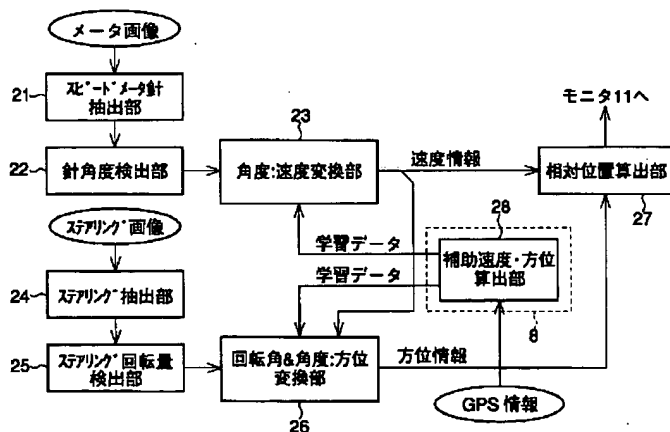 メータ画像
21
スピードメータ針
抽出部
22
針角度検出部
23
角度:速度変換部
速度情報
モニタ11へ
相対位置算出部
27
ステアリング画像
24
ステアリング抽出部
25
ステアリング回転量
検出部
学習データ
学習データ
28
補助速度・方位
算出部
8
回転角&角度:方位
変換部
26
方位情報
GPS 情報